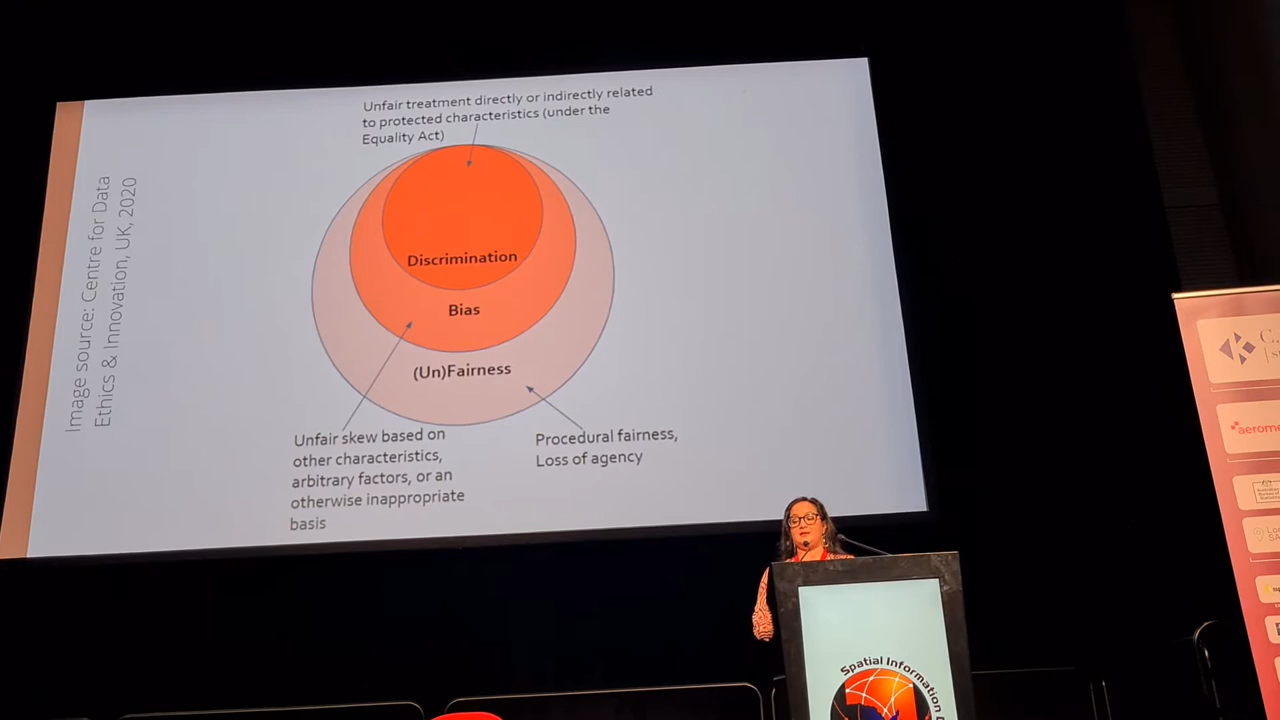 Image source: Centre for Data
Ethics & Innovation, UK, 2020
Unfair treatment directly or indirectly related
to protected characteristics (under the
Equality Act)
Discrimination
Bias
(Un)Fairness
Unfair skew based on
other characteristics,
arbitrary factors, or an
otherwise inappropriate
basis
Procedural fairness,
Loss of agency
Spatial Information D
aerome